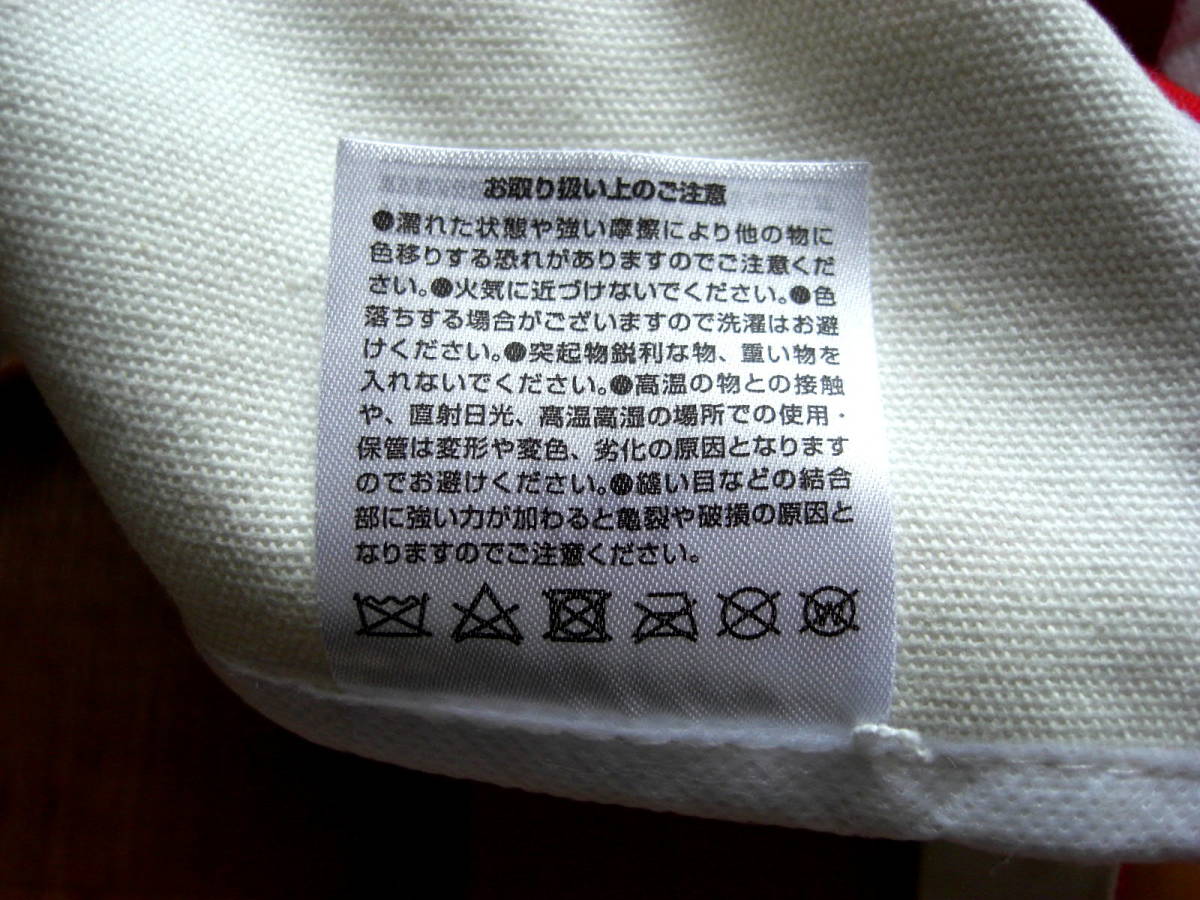 お取り扱い上のご注意
●濡れた状態や強い摩擦により他の物に
色移りする恐れがありますのでご注意くだ
さい。●火気に近づけないでください。●色
落ちする場合がございますので洗濯はお避
けください。●突起物鋭利な物、重い物を
入れないでください。●高温の物との接触
や、直射日光、高温高湿の場所での使用・
保管は変形や変色、劣化の原因となります
のでお避けください。●縫い目などの結合
部に強い力が加わると亀裂や破損の原因と
なりますのでご注意ください。